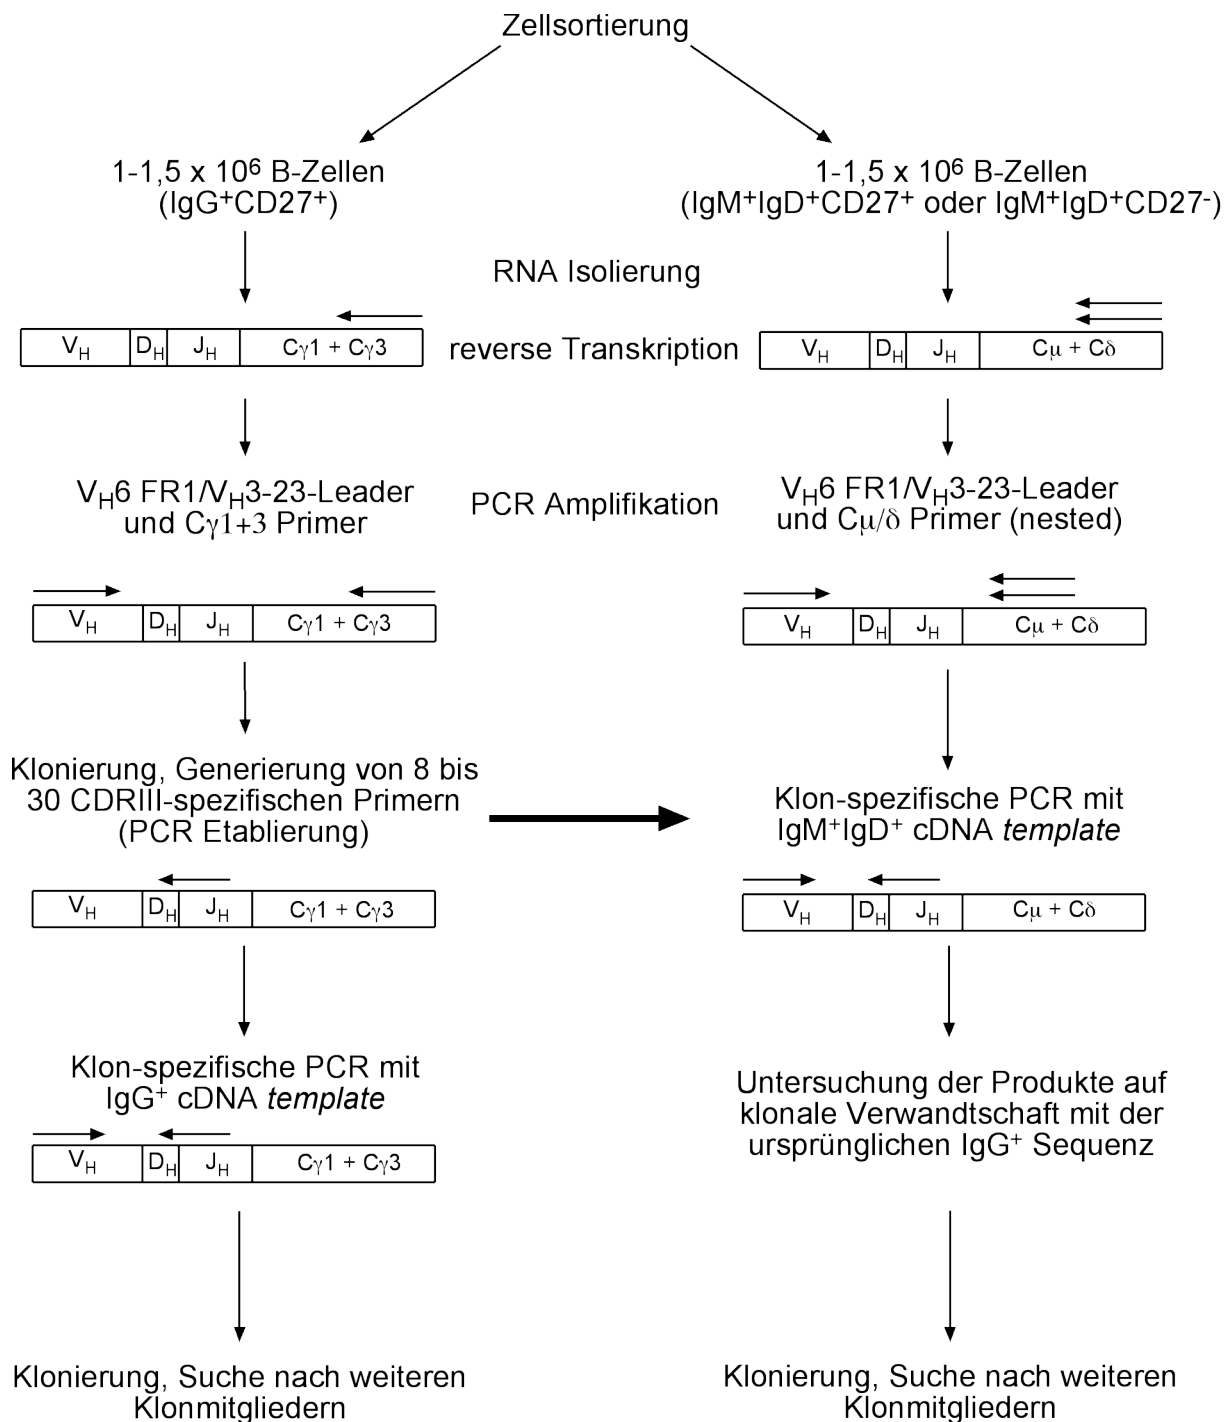 Zellsortierung
1-1,5 x 10⁶ B-Zellen
(IgG⁺CD27⁺)
1-1,5 x 10⁶ B-Zellen
(IgM⁺IgD⁺CD27⁺ oder IgM⁺IgD⁺CD27⁻)
RNA Isolierung
V_H D_H J_H Cγ1 + Cγ3
reverse Transkription
V_H D_H J_H Cμ + Cδ
V_H6 FR1/V_H3-23-Leader
und Cγ1+3 Primer
PCR Amplifikation
V_H6 FR1/V_H3-23-Leader
und Cμ/δ Primer (nested)
V_H D_H J_H Cγ1 + Cγ3
V_H D_H J_H Cμ + Cδ
Klonierung, Generierung von 8 bis
30 CDRIII-spezifischen Primern
(PCR Etablierung)
Klon-spezifische PCR mit
IgM⁺IgD⁺ cDNA template
V_H D_H J_H Cγ1 + Cγ3
V_H D_H J_H Cμ + Cδ
Klon-spezifische PCR mit
IgG⁺ cDNA template
V_H D_H J_H Cγ1 + Cγ3
Untersuchung der Produkte auf
klonale Verwandtschaft mit der
ursprünglichen IgG⁺ Sequenz
Klonierung, Suche nach weiteren
Klonmitgliedern
Klonierung, Suche nach weiteren
Klonmitgliedern